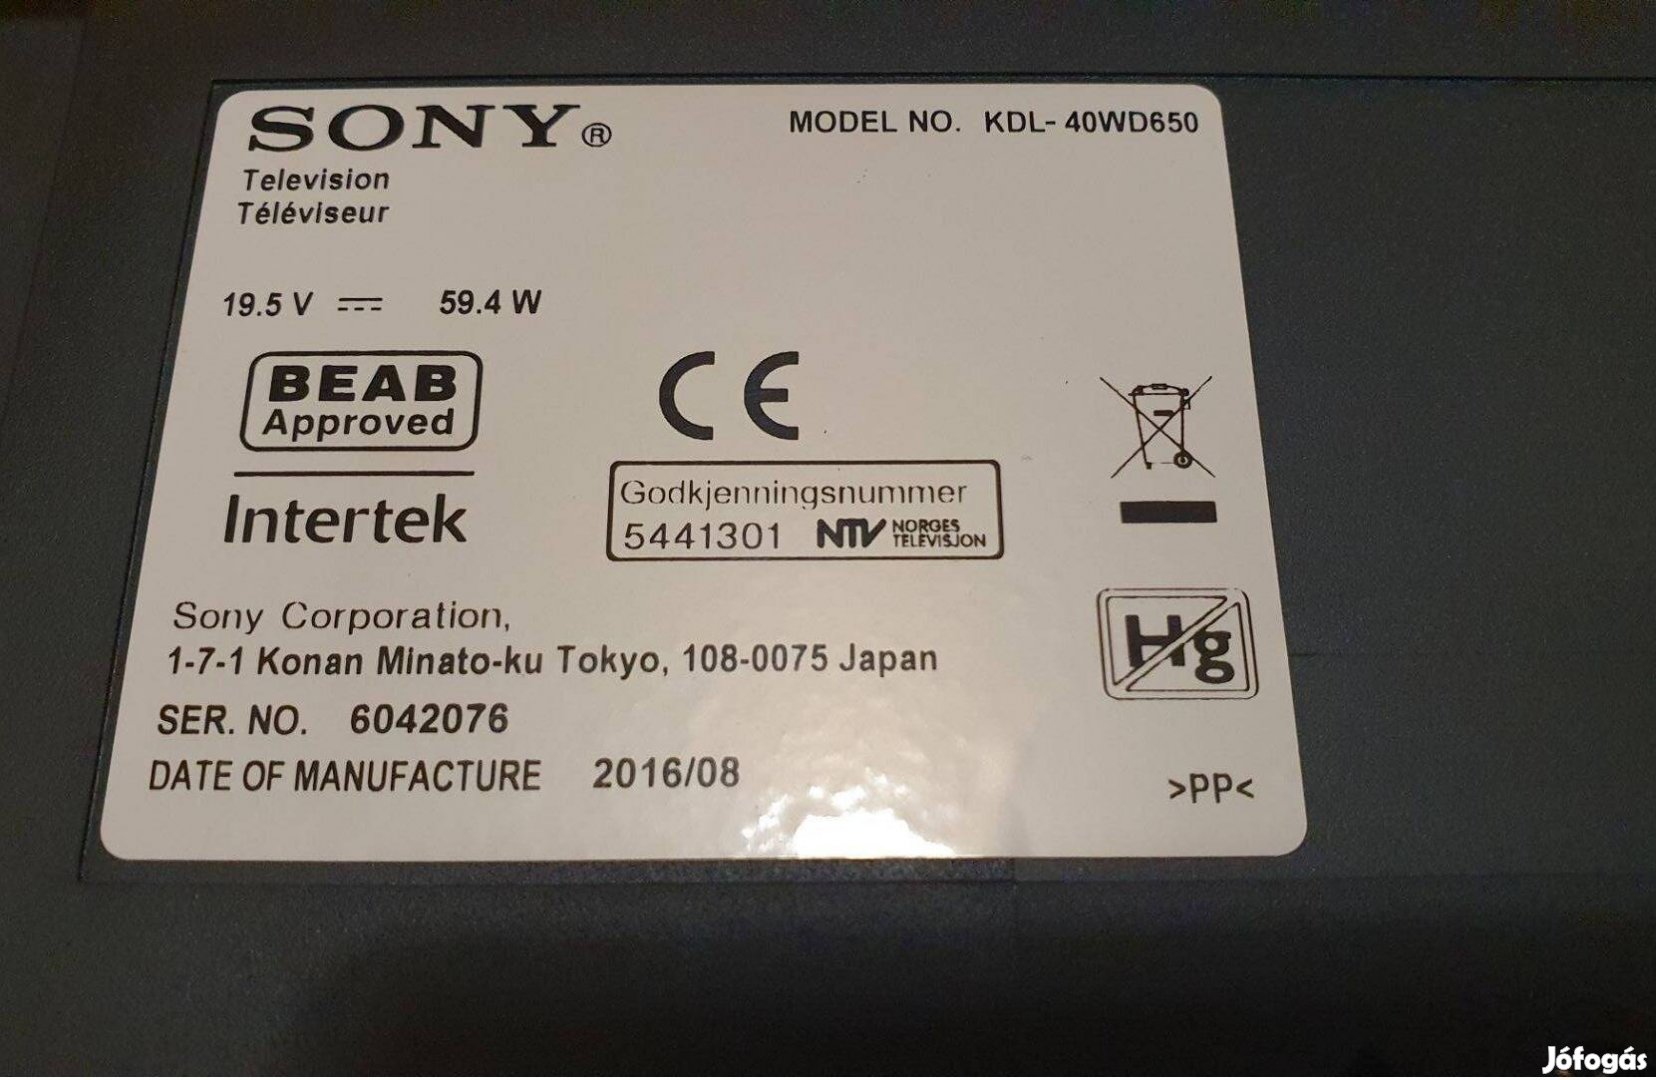 SONY®
MODEL NO. KDL-40WD650
Television
Téléviseur
19.5 V 59.4 W
BEAB
Approved
Intertek
CE
Godkjenningsnummer
5441301 NTV NORGES TELEVISJON
Hg
Sony Corporation,
1-7-1 Konan Minato-ku Tokyo, 108-0075 Japan
SER. NO. 6042076
DATE OF MANUFACTURE 2016/08
>PP<
Jófogás